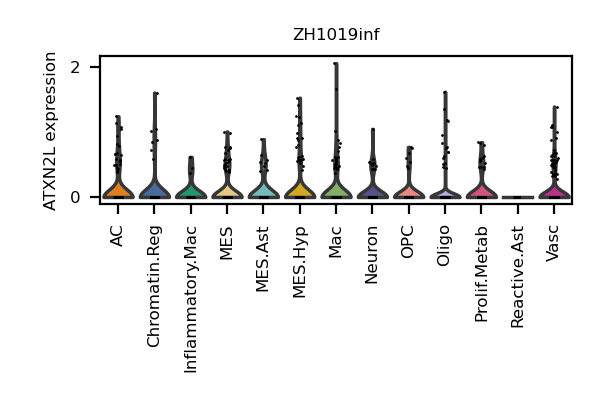 ZH1019inf
ATXN2L expression
2
0
AC
Chromatin.Reg
Inflammatory.Mac
MES
MES.Ast
MES.Hyp
Mac
Neuron
OPC
Oligo
Prolif.Metab
Reactive.Ast
Vasc